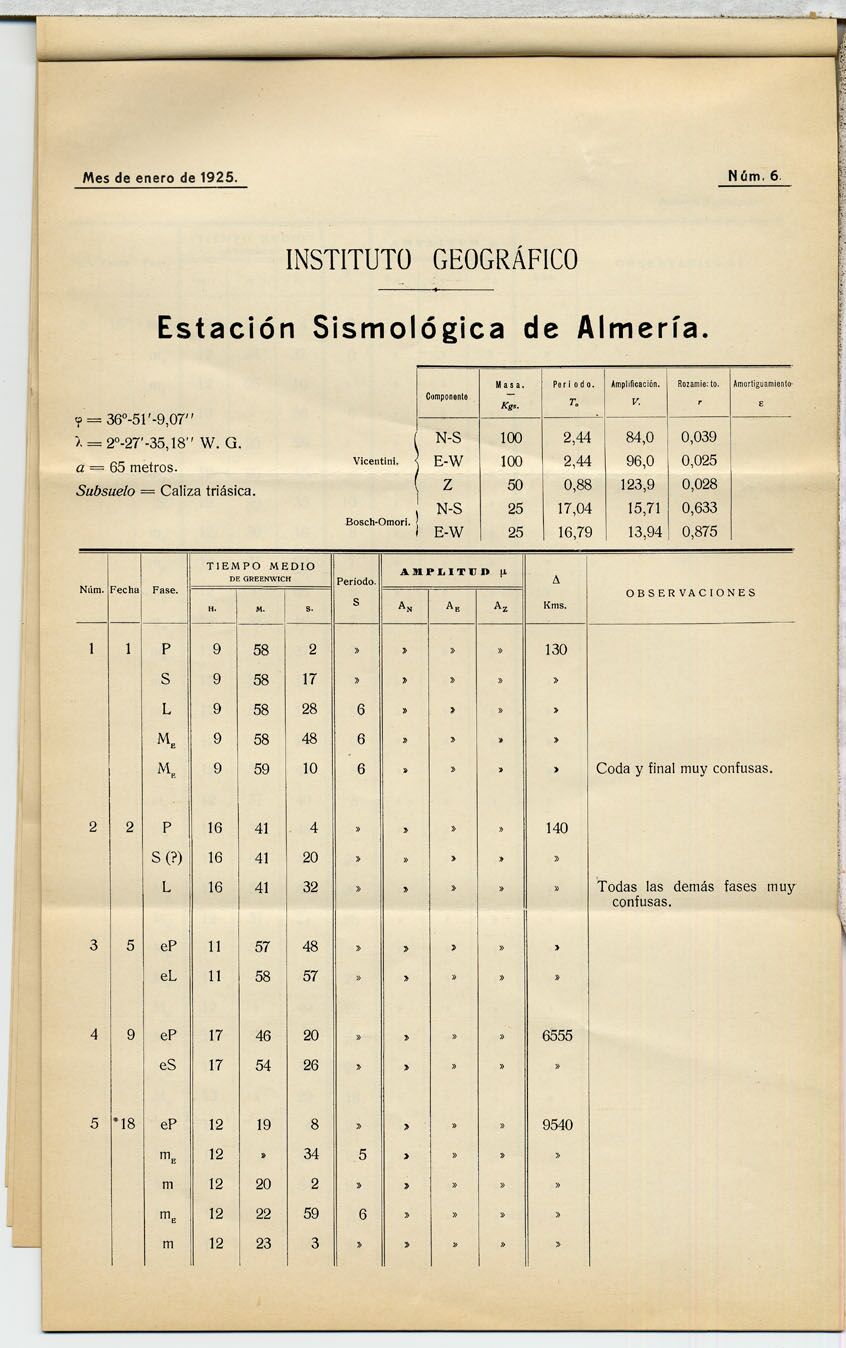 Mes de enero de 1925.
Núm. 6.
INSTITUTO GEOGRÁFICO
Estación Sismológica de Almería.
φ = 36º-51'-9,07''
λ = 2º-27'-35,18'' W. G.
a = 65 metros.
Subsuelo = Caliza triásica.
Componente Masa. Kgs. Período. T₀ Amplificación. V. Rozamiento. r Amortiguamiento ε
Vicentini. N-S 100 2,44 84,0 0,039
E-W 100 2,44 96,0 0,025
Z 50 0,88 123,9 0,028
Bosch-Omori. N-S 25 17,04 15,71 0,633
E-W 25 16,79 13,94 0,875
Núm. Fecha Fase. TIEMPO MEDIO DE GREENWICH Período. S AMPLITUD μ Δ Kms. OBSERVACIONES
H. M. S. A_N A_E A_Z
1 1 P 9 58 2 » » » » 130
S 9 58 17 » » » » »
L 9 58 28 6 » » » »
M_E 9 58 48 6 » » » »
M_E 9 59 10 6 » » » » Coda y final muy confusas.
2 2 P 16 41 4 » » » » 140
S (?) 16 41 20 » » » » »
L 16 41 32 » » » » » Todas las demás fases muy
confusas.
3 5 eP 11 57 48 » » » » »
eL 11 58 57 » » » » »
4 9 eP 17 46 20 » » » » 6555
eS 17 54 26 » » » » »
5 *18 eP 12 19 8 » » » » 9540
m_E 12 » 34 5 » » » »
m 12 20 2 » » » » »
m_E 12 22 59 6 » » » »
m 12 23 3 » » » » »